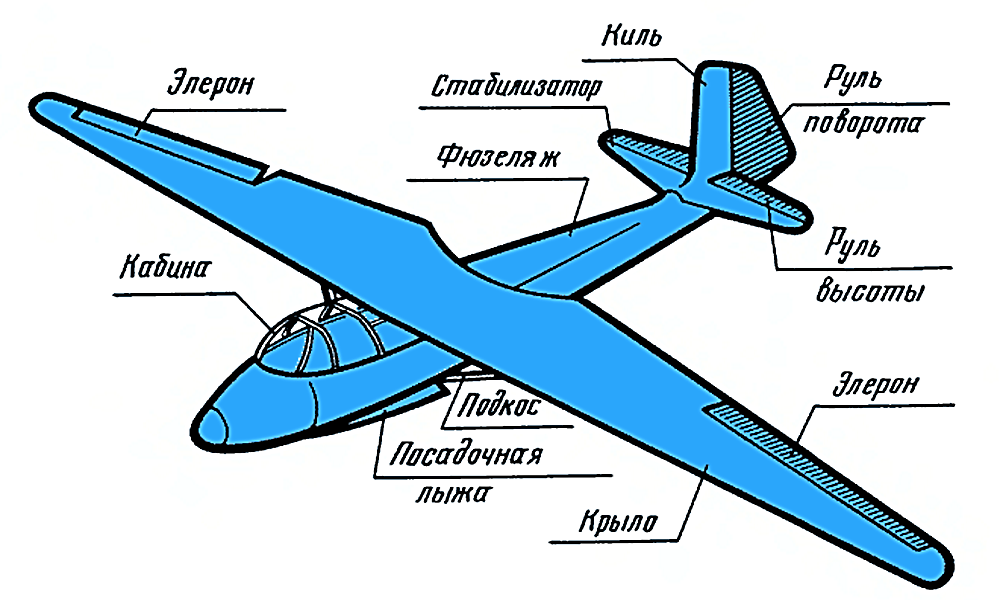 Киль
Элерон
Стабилизатор
Руль
поворота
Фюзеляж
Кабина
Руль
высоты
Элерон
Подкос
Посадочная
лыжа
Крыло